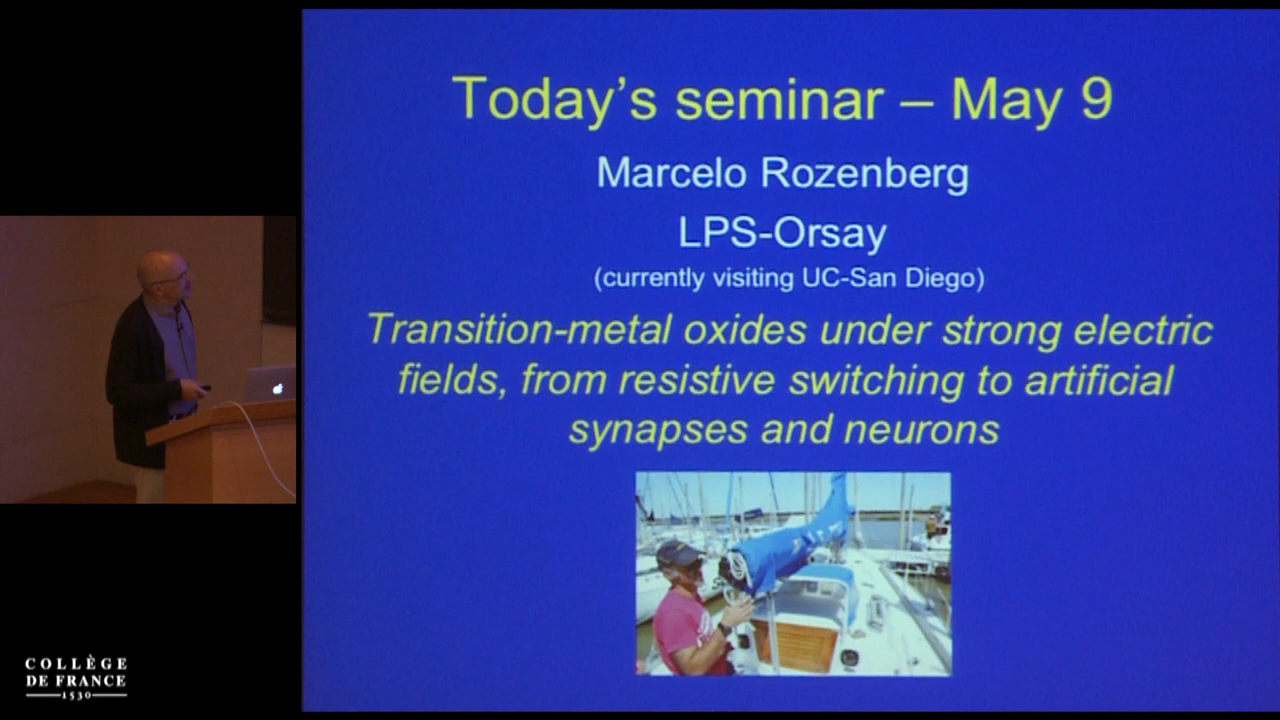 Today's seminar – May 9
Marcelo Rozenberg
LPS-Orsay
(currently visiting UC-San Diego)
Transition-metal oxides under strong electric
fields, from resistive switching to artificial
synapses and neurons
COLLÈGE
DE FRANCE
1530